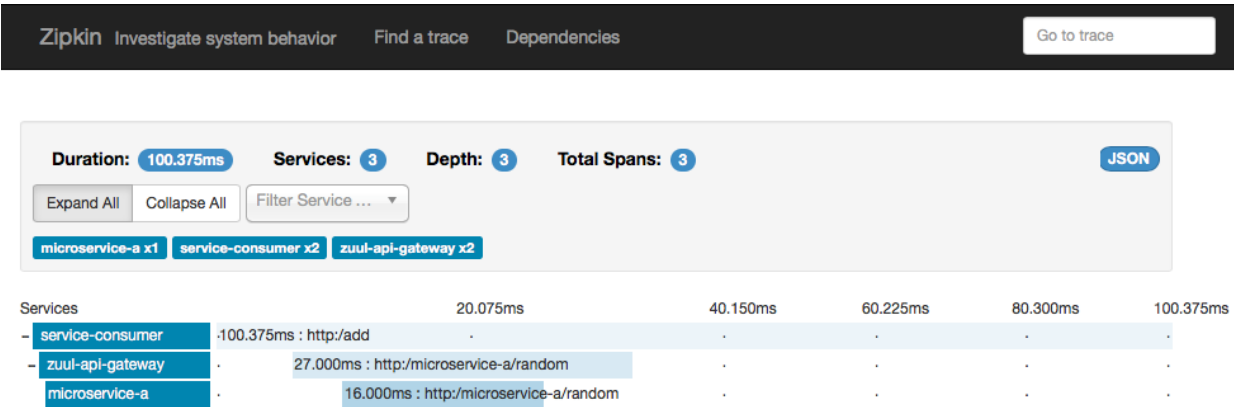 Zipkin Investigate system behavior Find a trace Dependencies Go to trace
Duration: 100.375ms Services: 3 Depth: 3 Total Spans: 3 JSON
Expand All Collapse All Filter Service ...
microservice-a x1 service-consumer x2 zuul-api-gateway x2
Services 20.075ms 40.150ms 60.225ms 80.300ms 100.375ms
- service-consumer 100.375ms : http:/add
- zuul-api-gateway 27.000ms : http:/microservice-a/random
microservice-a 16.000ms : http:/microservice-a/random